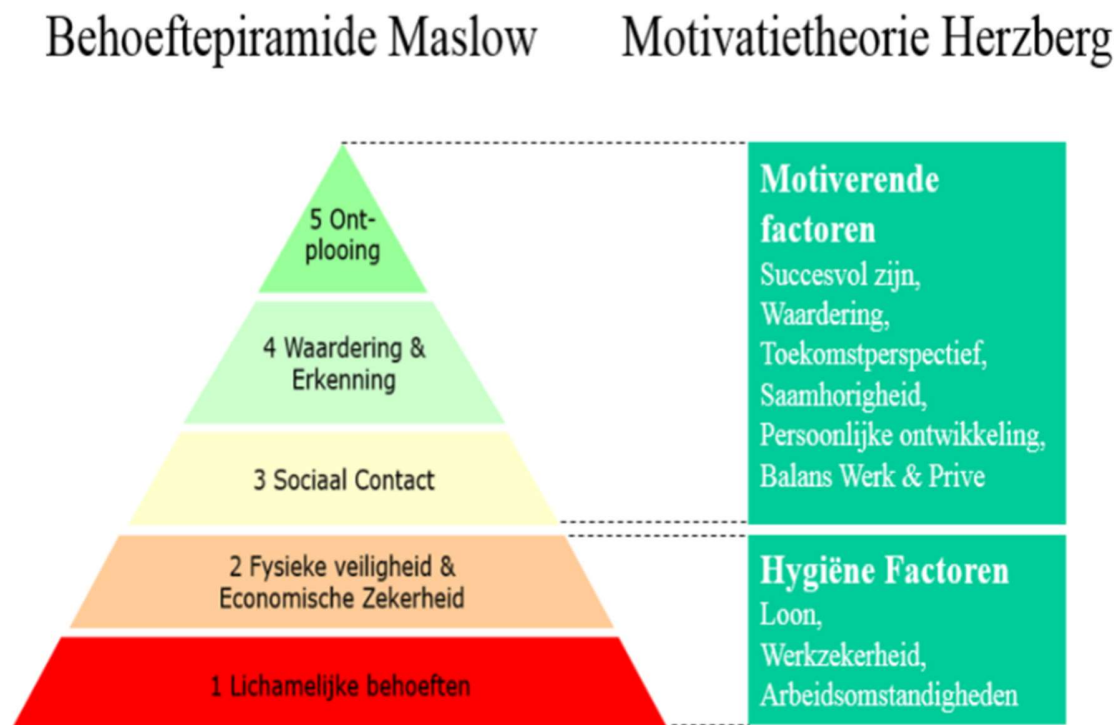 Behoeftepiramide Maslow
Motivatietheorie Herzberg
5 Ont-
plooing
4 Waardering &
Erkenning
3 Sociaal Contact
2 Fysieke veiligheid &
Economische Zekerheid
1 Lichamelijke behoeften
Motiverende
factoren
Succesvol zijn,
Waardering,
Toekomstperspectief,
Saamhorigheid,
Persoonlijke ontwikkeling,
Balans Werk & Prive
Hygiëne Factoren
Loon,
Werkzekerheid,
Arbeidsomstandigheden